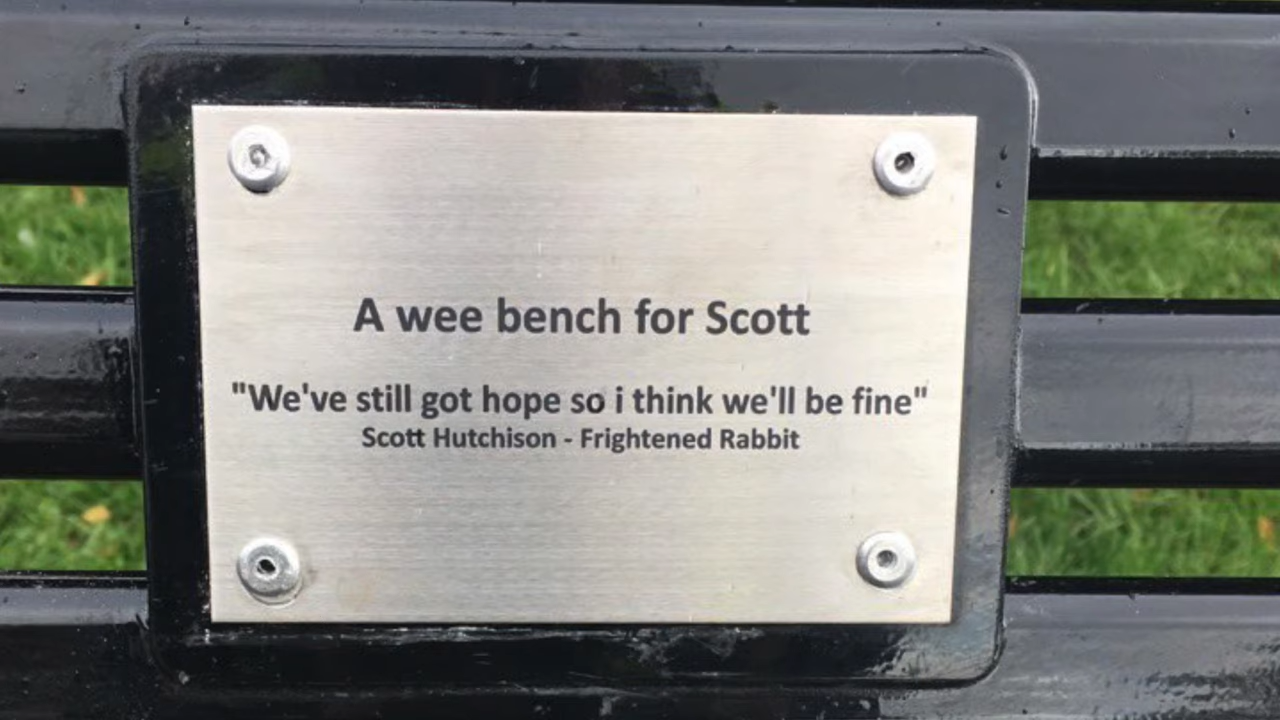 A wee bench for Scott
"We've still got hope so i think we'll be fine"
Scott Hutchison - Frightened Rabbit